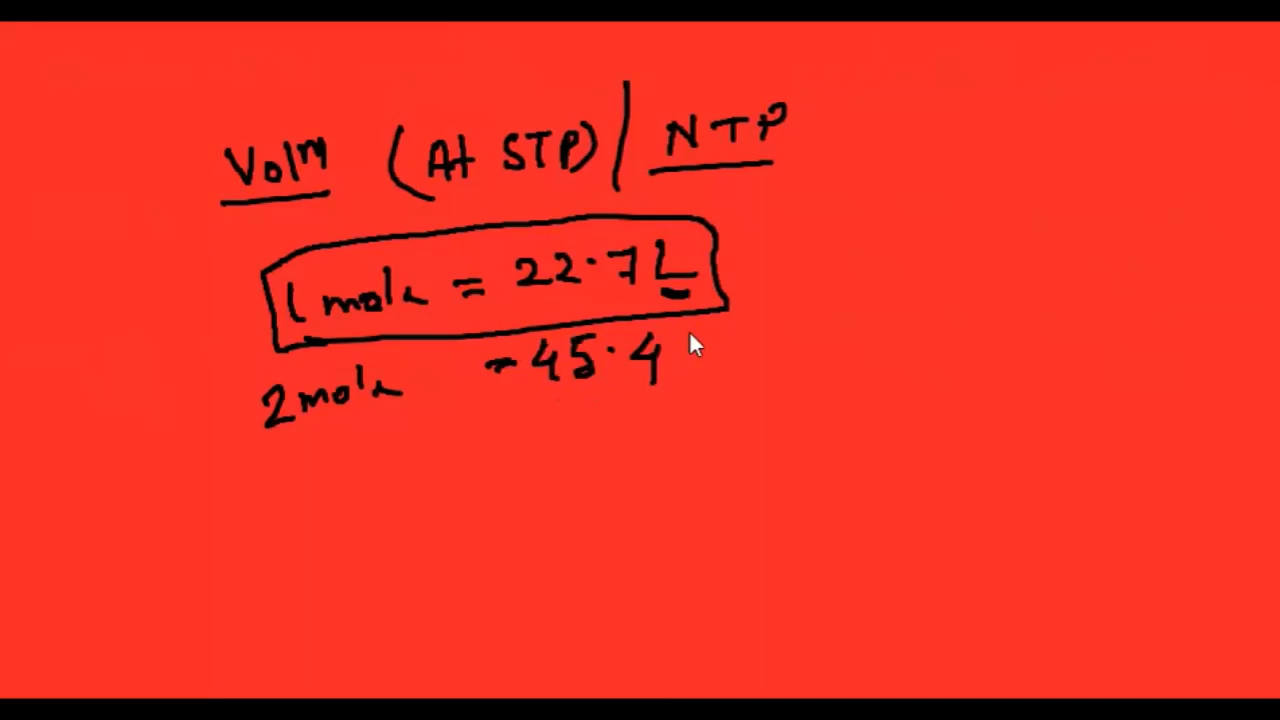 Volm (At STP) / NTP
1 mole = 22.7 L
2 mole = 45.4